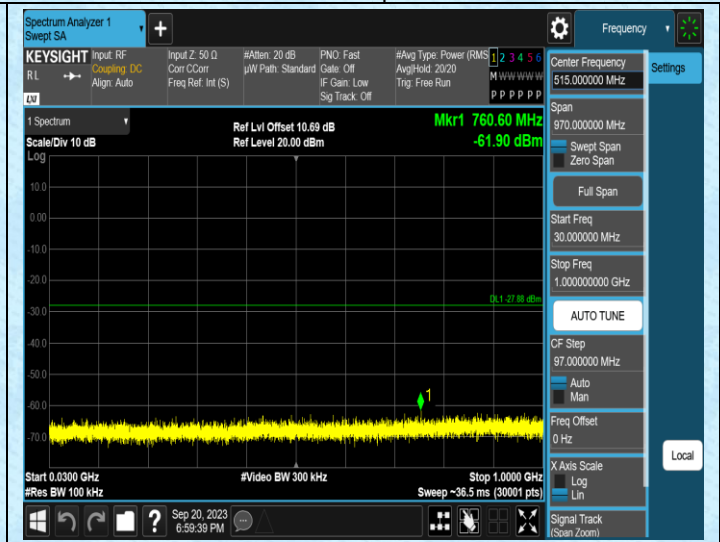 Spectrum Analyzer 1
Swept SA
Frequency
KEYSIGHT
RL
LXI
Input: RF
Coupling: DC
Align: Auto
Input Z: 50 Ω
Corr CCorr
Freq Ref: Int (S)
#Atten: 20 dB
µW Path: Standard
PNO: Fast
Gate: Off
IF Gain: Low
Sig Track: Off
#Avg Type: Power (RMS
Avg|Hold: 20/20
Trig: Free Run
1 2 3 4 5 6
M W W W W W
P P P P P P
1 Spectrum
Scale/Div 10 dB
Ref Lvl Offset 10.69 dB
Ref Level 20.00 dBm
Mkr1 760.60 MHz
-61.90 dBm
Log
10.0
0.00
-10.0
-20.0
-30.0
-40.0
-50.0
-60.0
-70.0
DL1 -27.88 dBm
1
Start 0.0300 GHz
#Res BW 100 kHz
#Video BW 300 kHz
Stop 1.0000 GHz
Sweep ~36.5 ms (30001 pts)
Center Frequency
515.000000 MHz
Settings
Span
970.000000 MHz
Swept Span
Zero Span
Full Span
Start Freq
30.000000 MHz
Stop Freq
1.000000000 GHz
AUTO TUNE
CF Step
97.000000 MHz
Auto
Man
Freq Offset
0 Hz
X Axis Scale
Log
Lin
Signal Track
(Span Zoom)
Local
?
Sep 20, 2023
6:59:39 PM